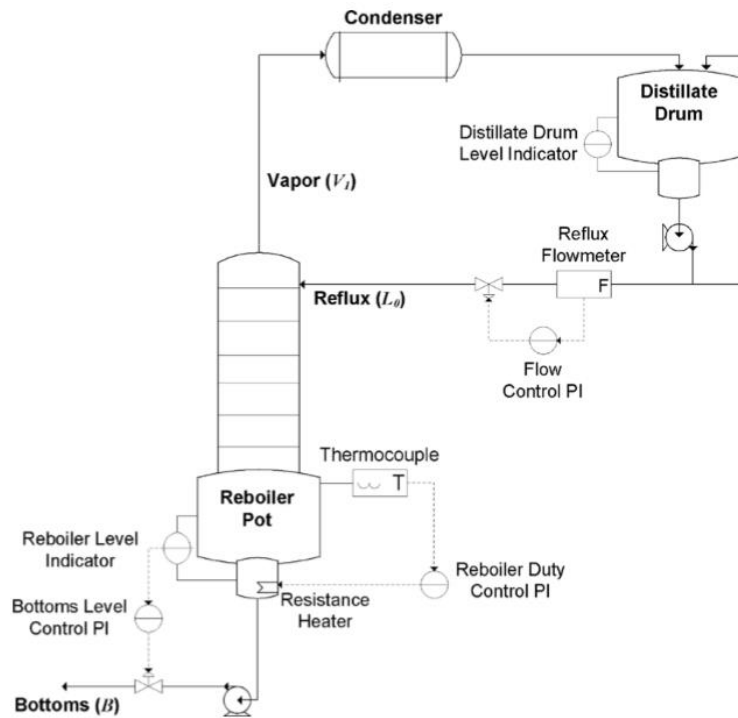 Condenser
Distillate
Drum
Distillate Drum
Level Indicator
Vapor (V₁)
Reflux
Flowmeter
F
Reflux (L₀)
Flow
Control PI
Thermocouple
T
Reboiler
Pot
Reboiler Level
Indicator
Reboiler Duty
Control PI
Resistance
Heater
Bottoms Level
Control PI
Bottoms (B)